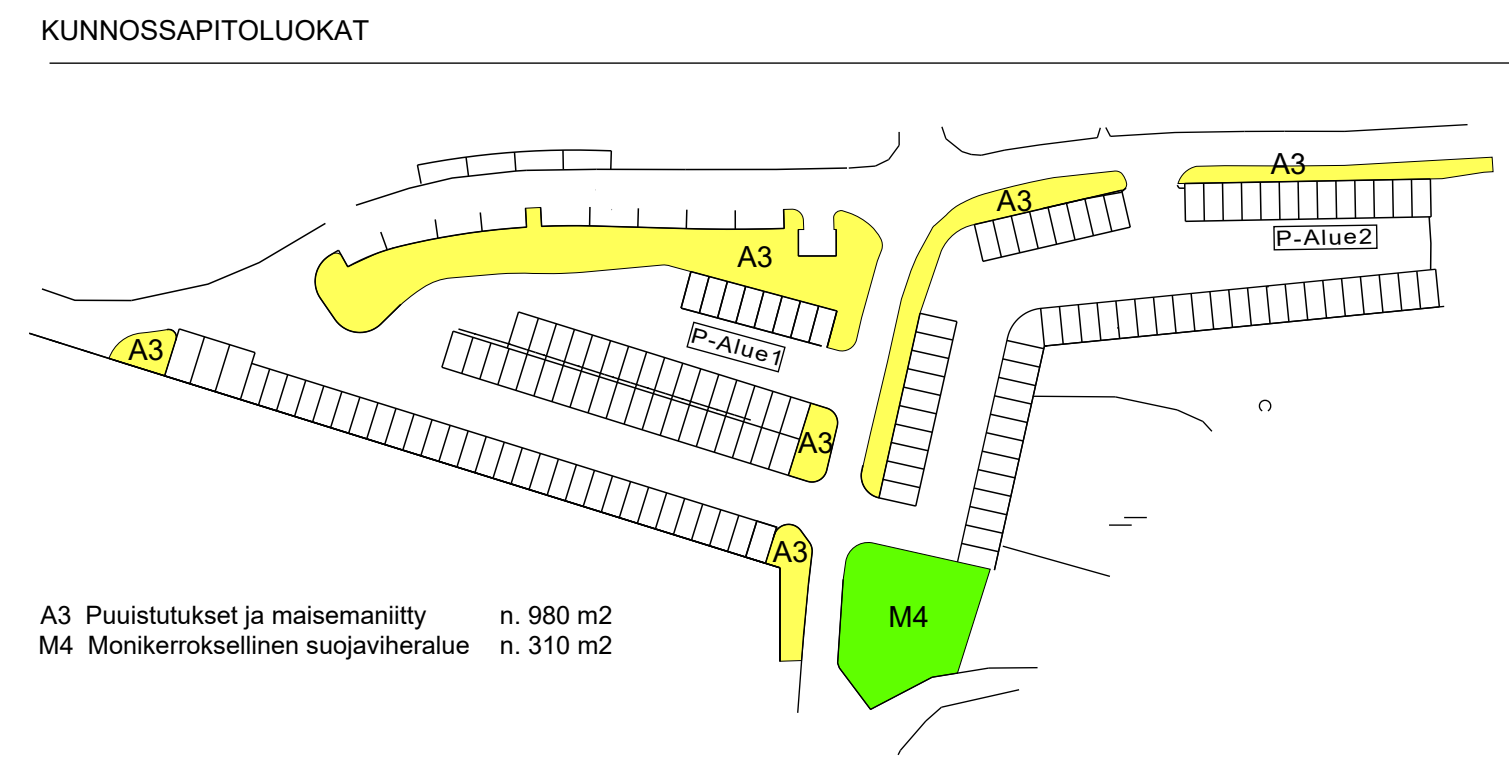 KUNNOSSAPITOLUOKAT
A3
A3
P-Alue2
A3
P-Alue1
A3
A3
A3
A3 Puuistutukset ja maisemaniitty n. 980 m2
M4 Monikerroksellinen suojaviheralue n. 310 m2
M4